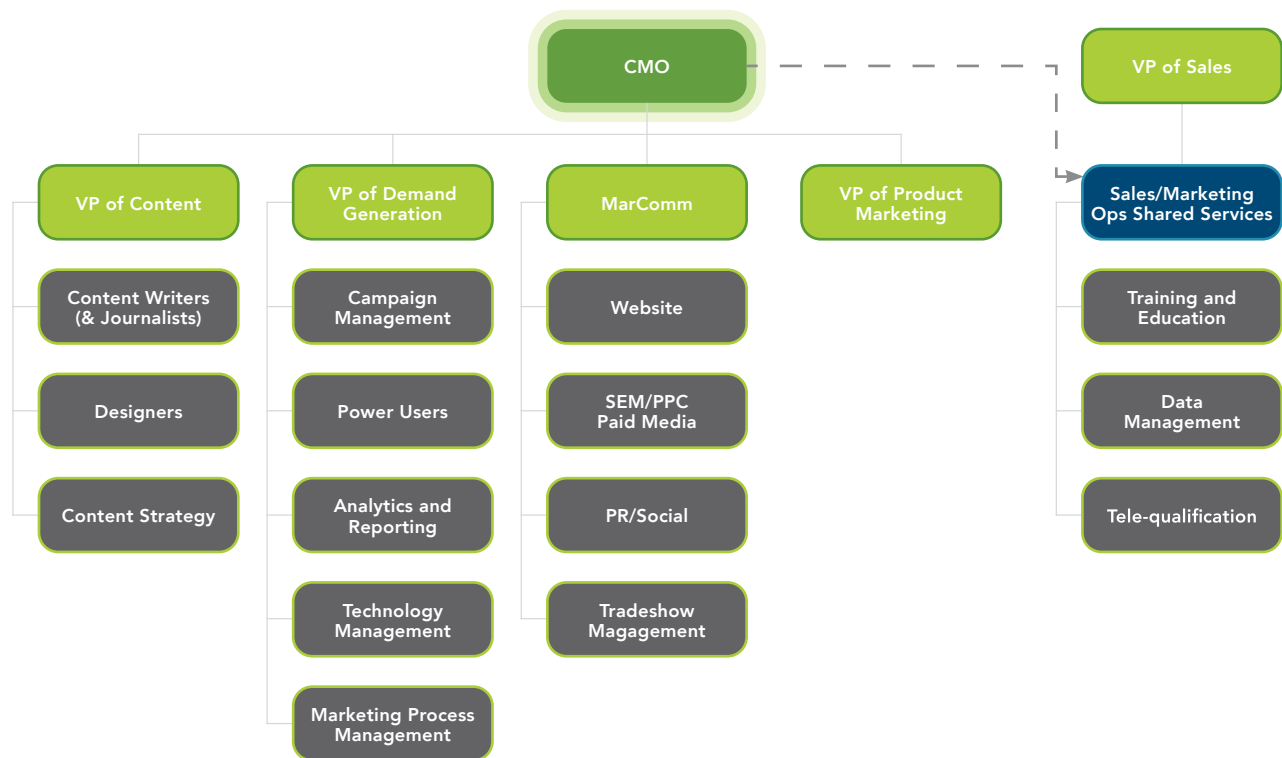 CMO
VP of Sales
VP of Content
VP of Demand
Generation
MarComm
VP of Product
Marketing
Sales/Marketing
Ops Shared Services
Content Writers
(& Journalists)
Campaign
Management
Website
Training and
Education
Designers
Power Users
SEM/PPC
Paid Media
Data
Management
Content Strategy
Analytics and
Reporting
PR/Social
Tele-qualification
Technology
Management
Tradeshow
Magagement
Marketing Process
Management